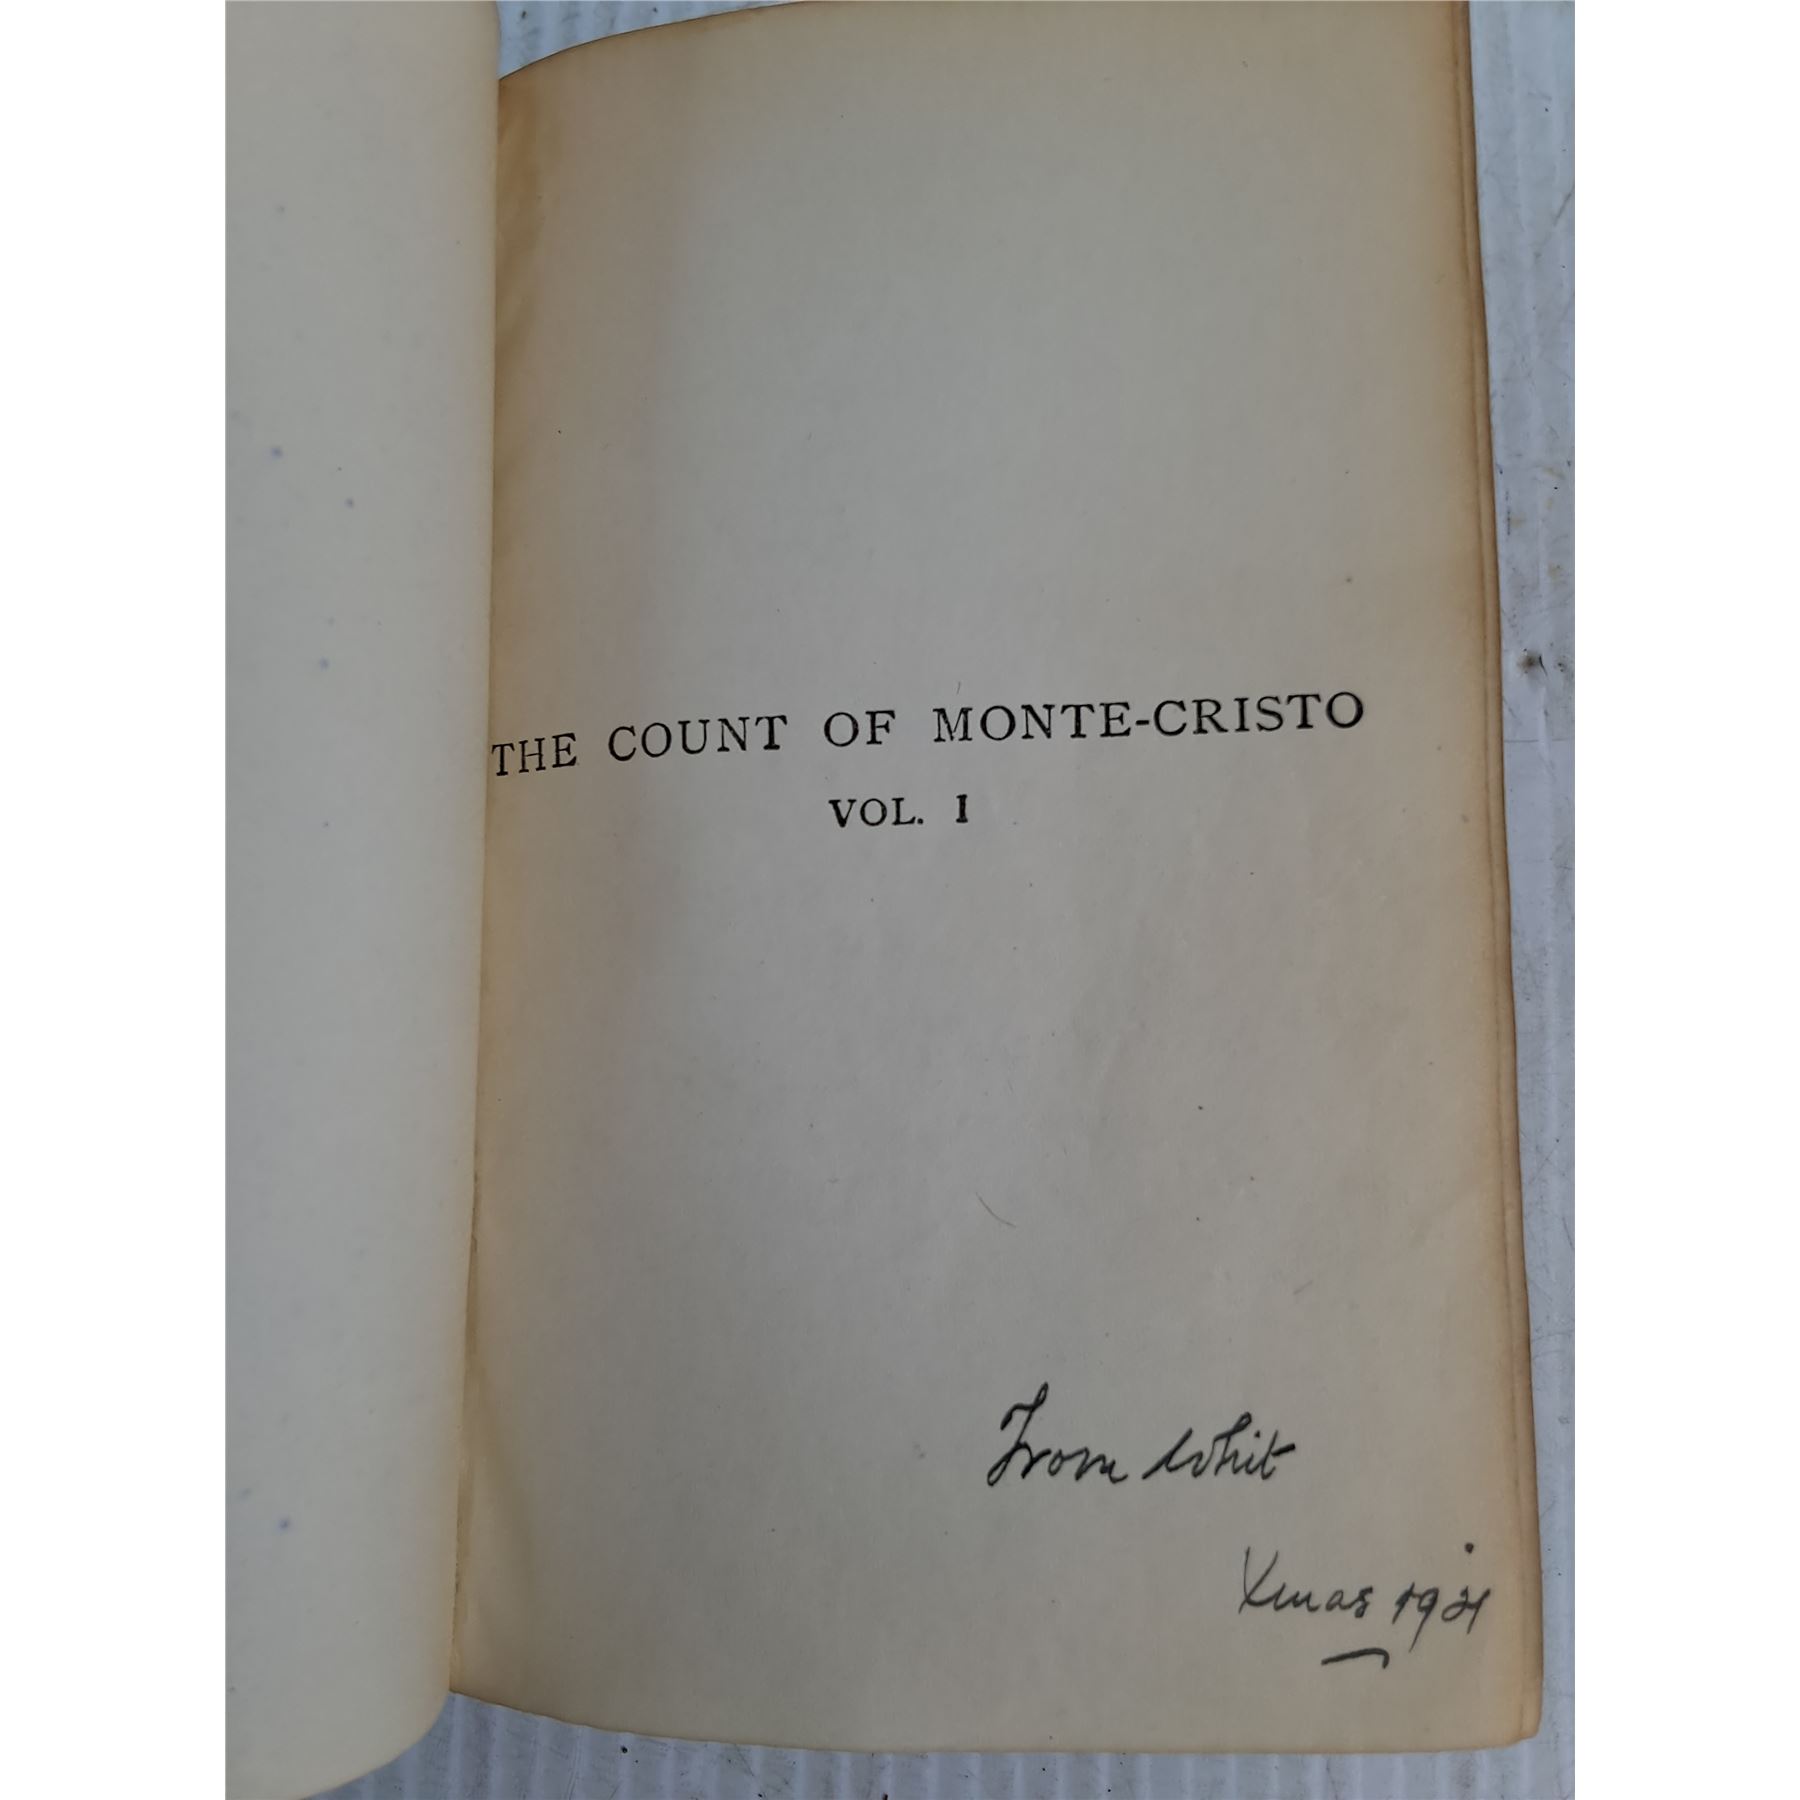 THE COUNT OF MONTE-CRISTO
VOL. I
From Whit
Xmas 1921